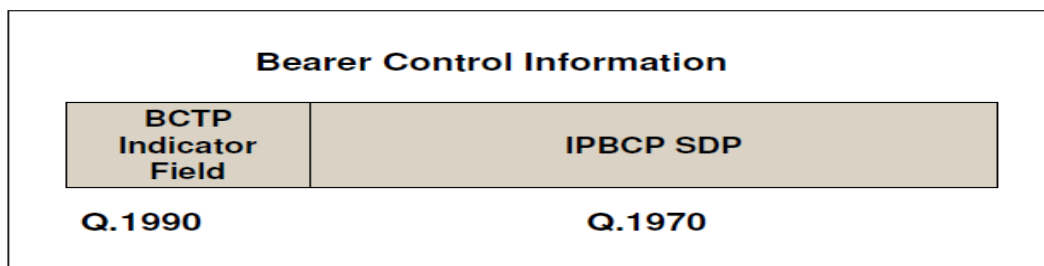 Bearer Control Information
BCTP
Indicator
Field
IPBCP SDP
Q.1990
Q.1970